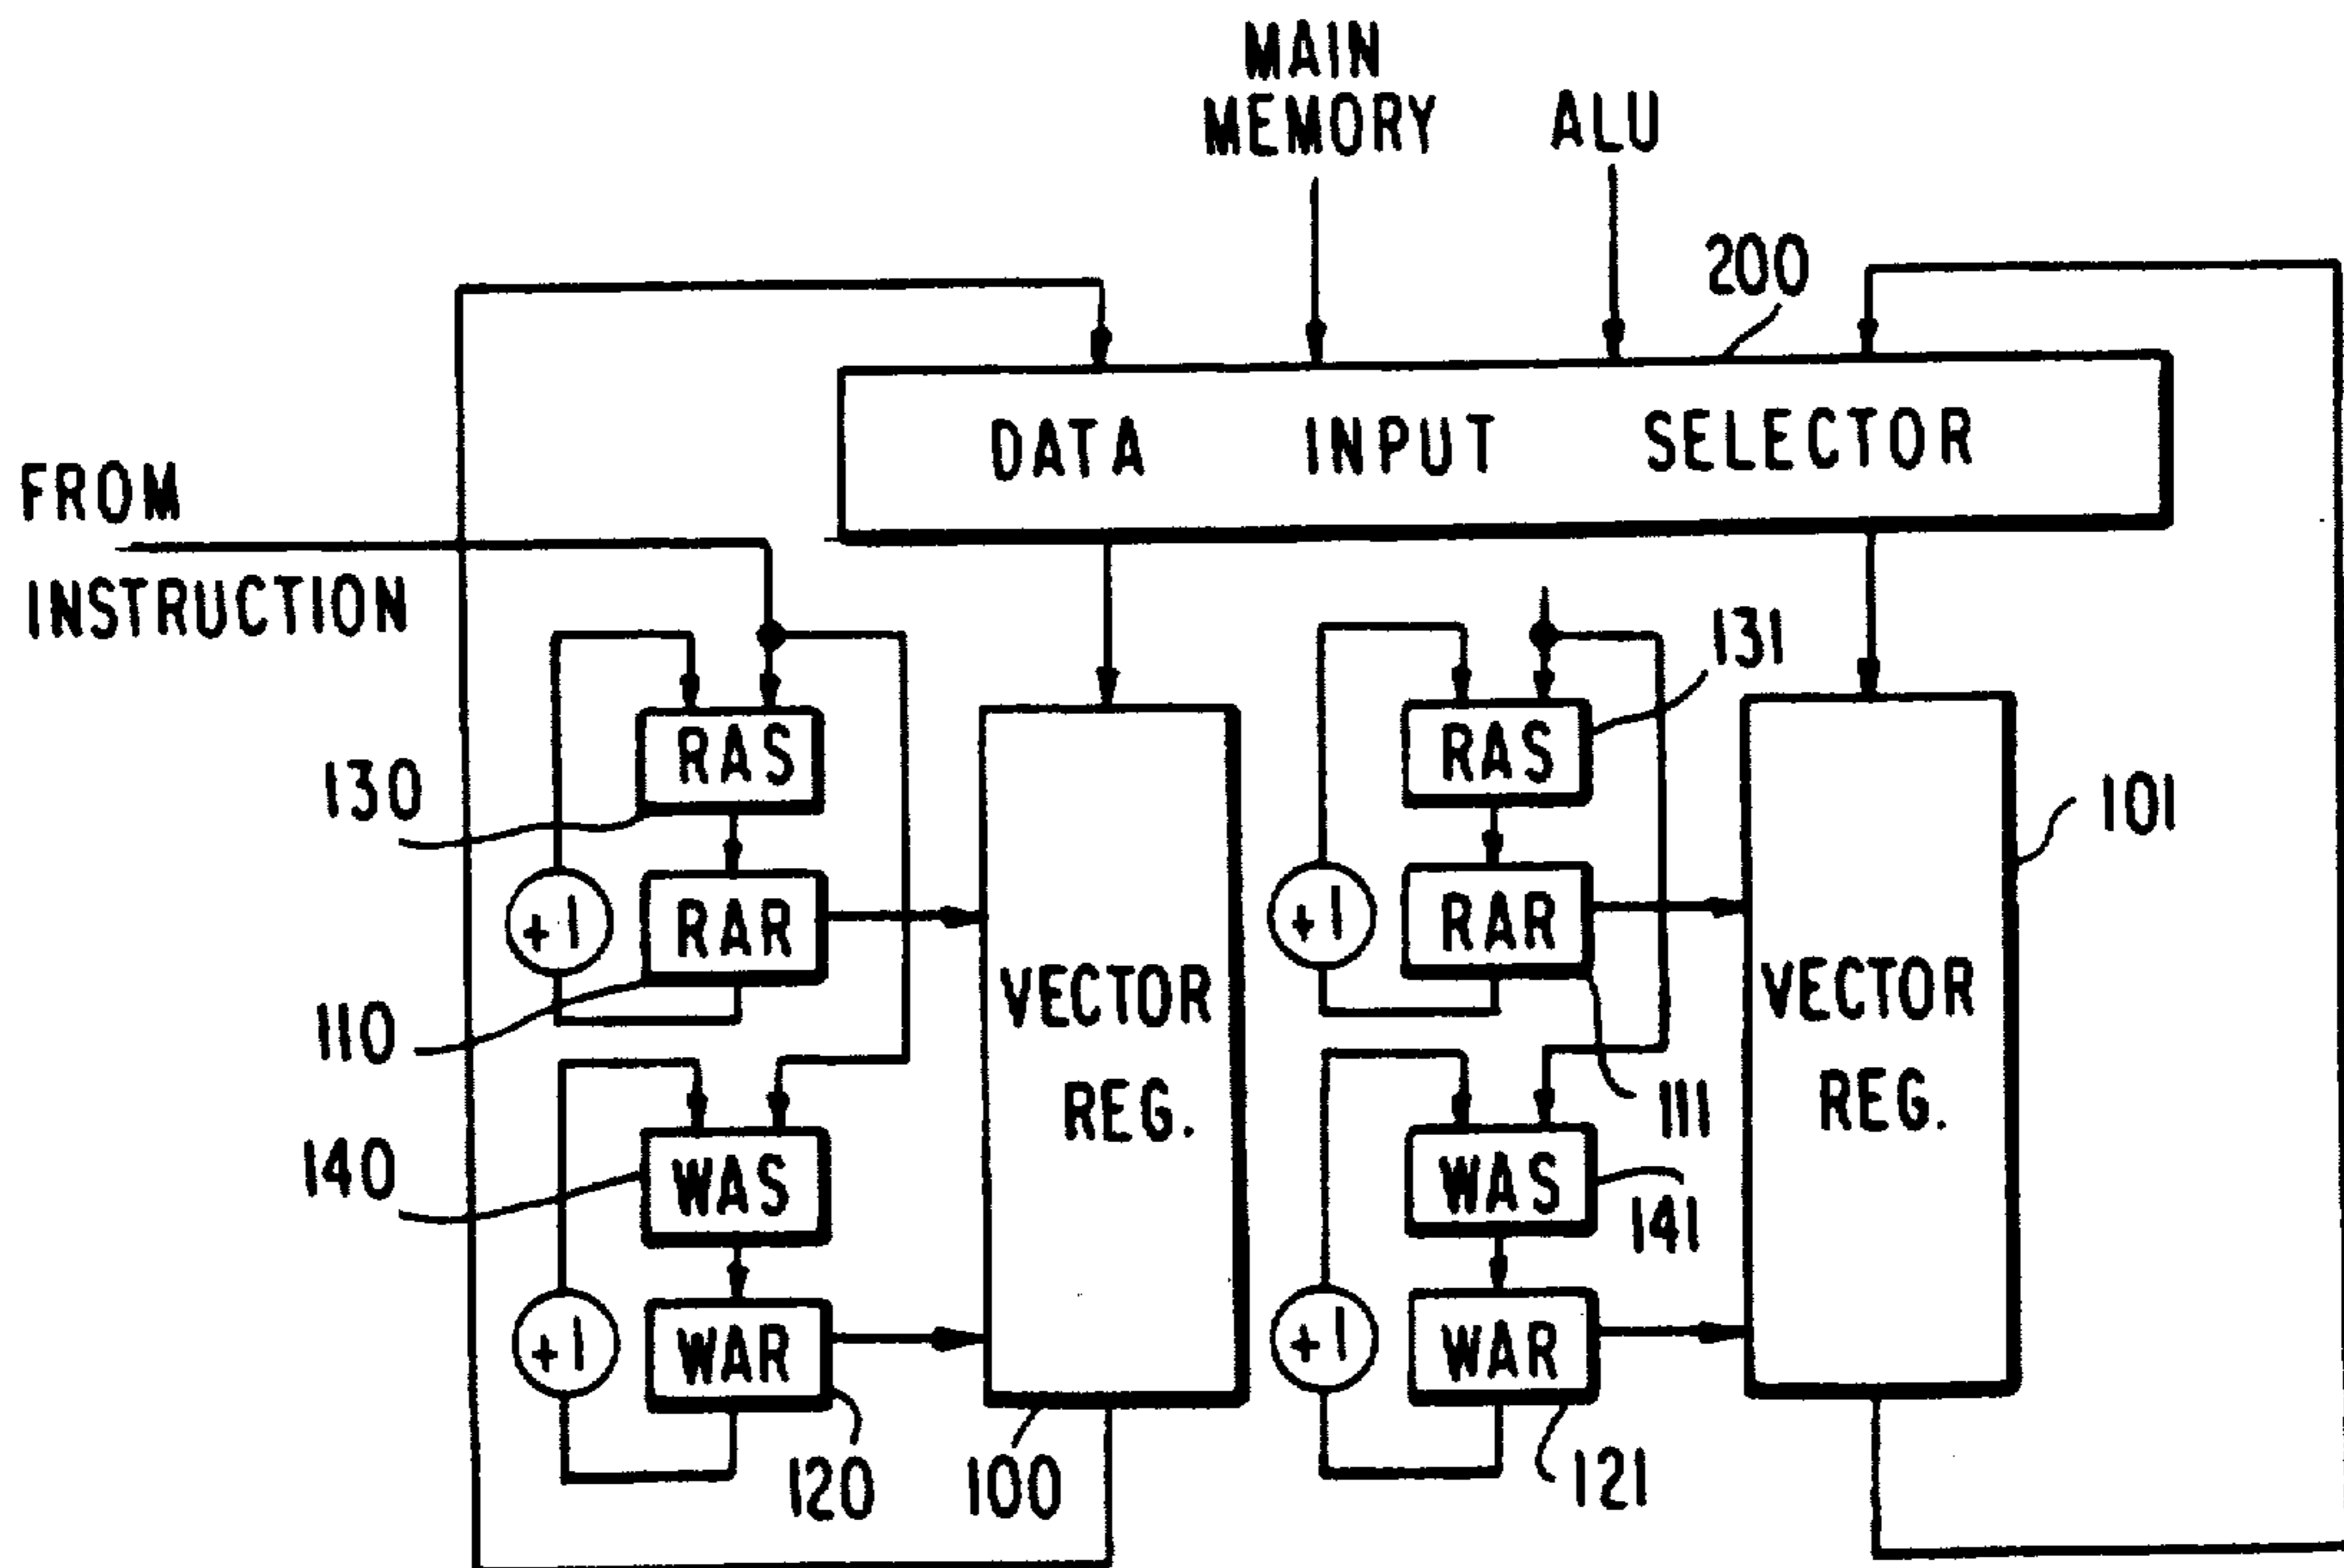 MAIN
MEMORY
ALU
200
DATA INPUT SELECTOR
FROM
INSTRUCTION
131
RAS
RAS
130
101
+1
RAR
+1
RAR
VECTOR
REG.
VECTOR
REG.
110
111
140
WAS
WAS
141
+1
WAR
+1
WAR
120
100
121